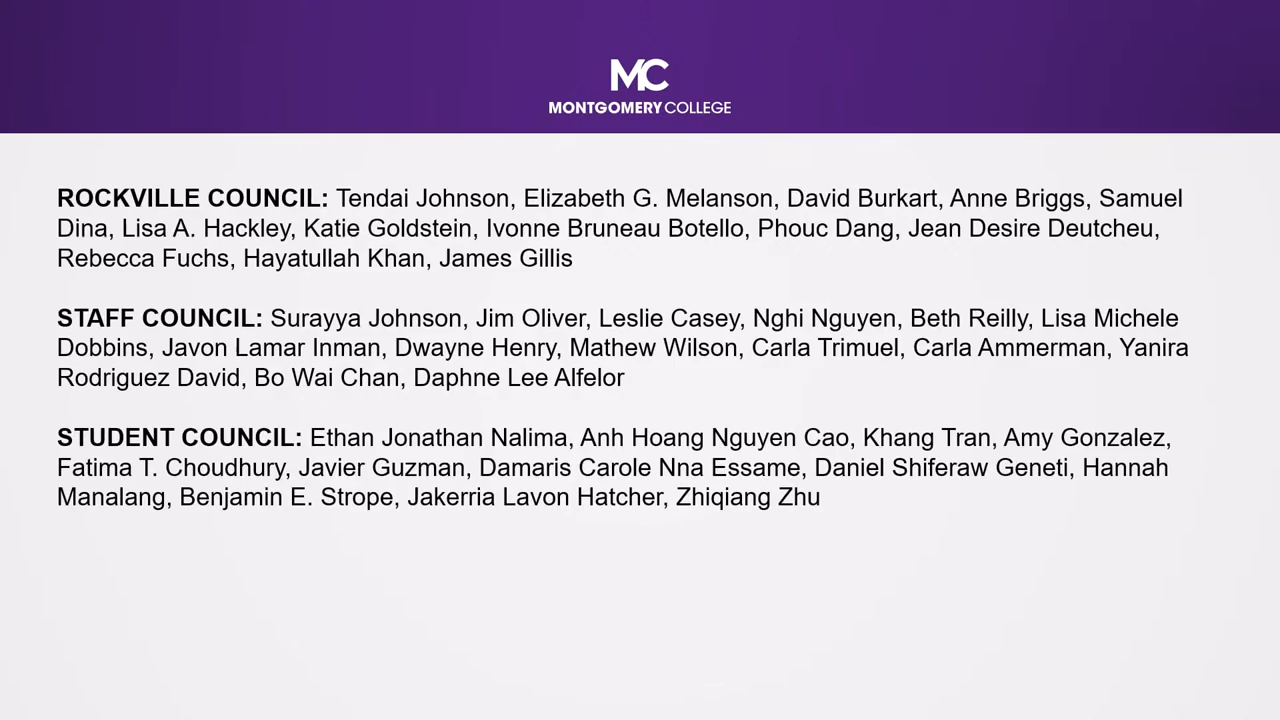 MC
MONTGOMERY COLLEGE
ROCKVILLE COUNCIL: Tendai Johnson, Elizabeth G. Melanson, David Burkart, Anne Briggs, Samuel
Dina, Lisa A. Hackley, Katie Goldstein, Ivonne Bruneau Botello, Phouc Dang, Jean Desire Deutcheu,
Rebecca Fuchs, Hayatullah Khan, James Gillis
STAFF COUNCIL: Surayya Johnson, Jim Oliver, Leslie Casey, Nghi Nguyen, Beth Reilly, Lisa Michele
Dobbins, Javon Lamar Inman, Dwayne Henry, Mathew Wilson, Carla Trimuel, Carla Ammerman, Yanira
Rodriguez David, Bo Wai Chan, Daphne Lee Alfelor
STUDENT COUNCIL: Ethan Jonathan Nalima, Anh Hoang Nguyen Cao, Khang Tran, Amy Gonzalez,
Fatima T. Choudhury, Javier Guzman, Damaris Carole Nna Essame, Daniel Shiferaw Geneti, Hannah
Manalang, Benjamin E. Strope, Jakerria Lavon Hatcher, Zhiqiang Zhu